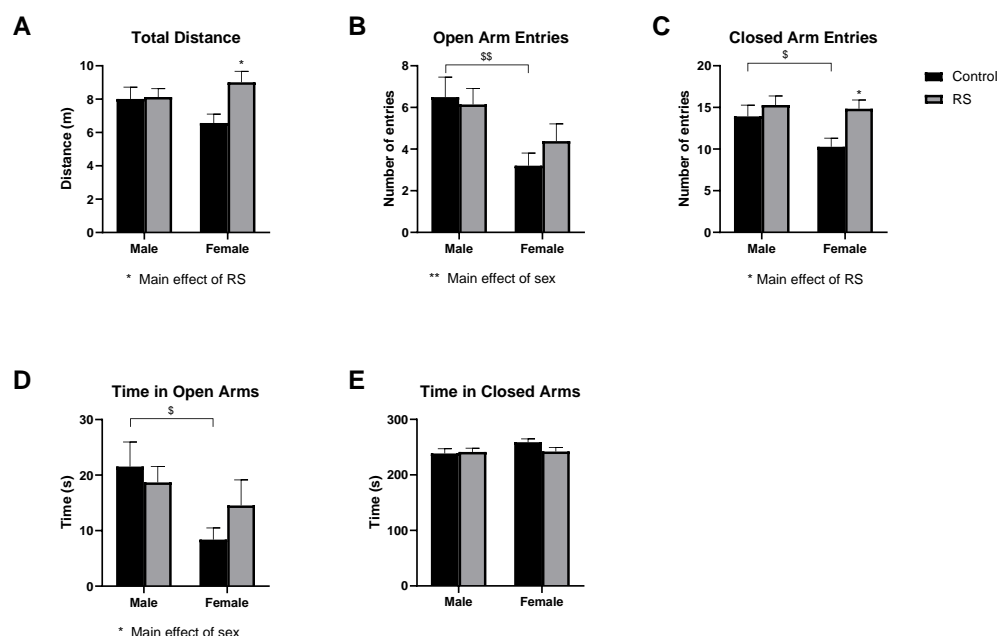 A
Total Distance
10
8
6
4
2
0
Distance (m)
*
Male
Female
* Main effect of RS
B
Open Arm Entries
8
6
4
2
0
Number of entries
$$
Male
Female
** Main effect of sex
C
Closed Arm Entries
20
15
10
5
0
Number of entries
$
*
Male
Female
* Main effect of RS
Control
RS
D
Time in Open Arms
30
20
10
0
Time (s)
$
Male
Female
* Main effect of sex
E
Time in Closed Arms
300
200
100
0
Time (s)
Male
Female